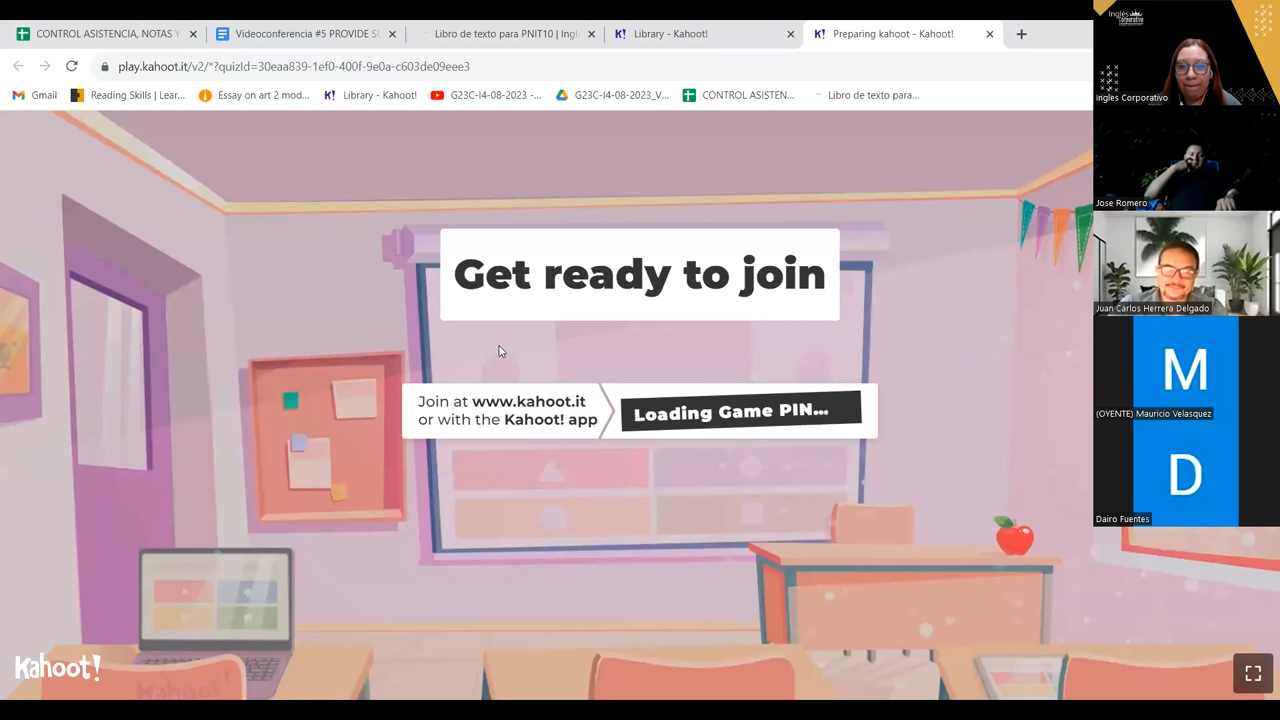 CONTROL ASISTENCIA, NOTAS Y
Videoconferencia #5 PROVIDE SU
Libro de texto para PNIT10 | Ingl
Library - Kahoot!
Preparing kahoot - Kahoot!
play.kahoot.it/v2/*?quizId=30eaa839-1ef0-400f-9e0a-c603de09eee3
Gmail
Reading Skills | Lear...
Essay on art 2 mod...
Library - Kahoot!
G23C-I4-08-2023 -...
G23C-I4-08-2023_V...
CONTROL ASISTEN...
Libro de texto para...
Get ready to join
Join at www.kahoot.it
or with the Kahoot! app
Loading Game PIN...
Kahoot!
Inglés
Corporativo
Ingles Corporativo
Jose Romero
Juan Carlos Herrera Delgado
M
(OYENTE) Mauricio Velasquez
D
Dairo Fuentes